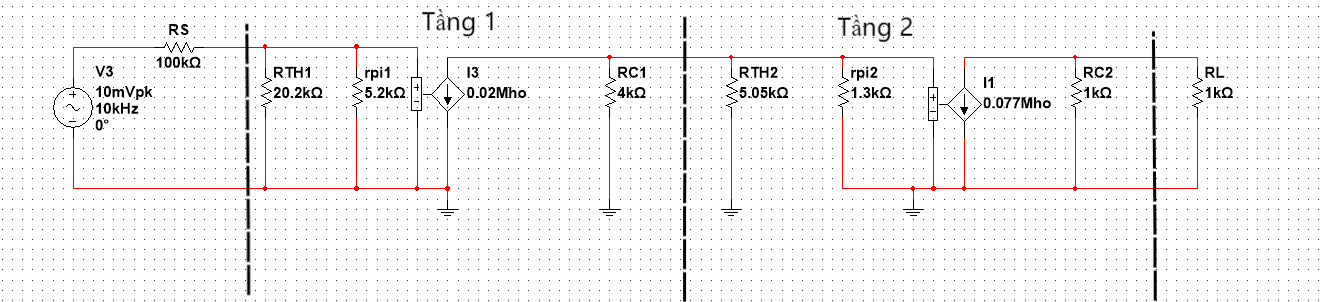 Tầng 1
Tầng 2
RS
100kΩ
V3
10mVpk
10kHz
0°
RTH1
20.2kΩ
rpi1
5.2kΩ
I3
0.02Mho
RC1
4kΩ
RTH2
5.05kΩ
rpi2
1.3kΩ
I1
0.077Mho
RC2
1kΩ
RL
1kΩ